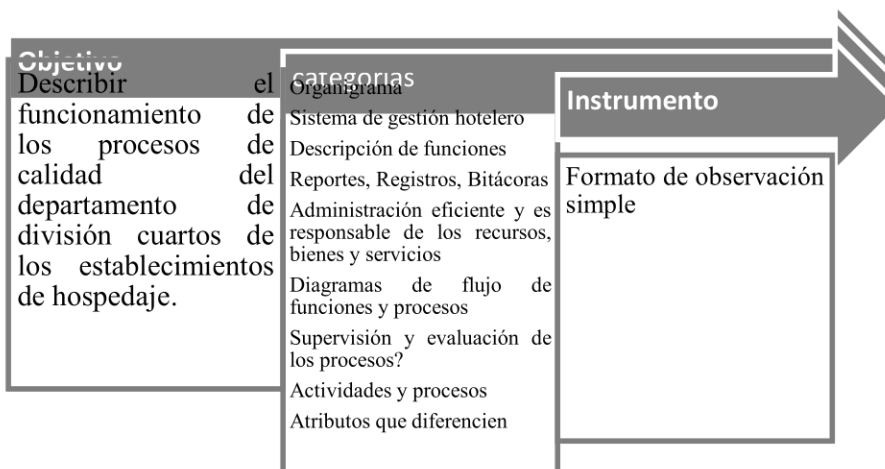 Objetivo
Describir el
funcionamiento de
los procesos de
calidad del
departamento de
división cuartos de
los establecimientos
de hospedaje.
categorías
Organigrama
Sistema de gestión hotelero
Descripción de funciones
Reportes, Registros, Bitácoras
Administración eficiente y es
responsable de los recursos,
bienes y servicios
Diagramas de flujo de
funciones y procesos
Supervisión y evaluación de
los procesos?
Actividades y procesos
Atributos que diferencien
Instrumento
Formato de observación
simple